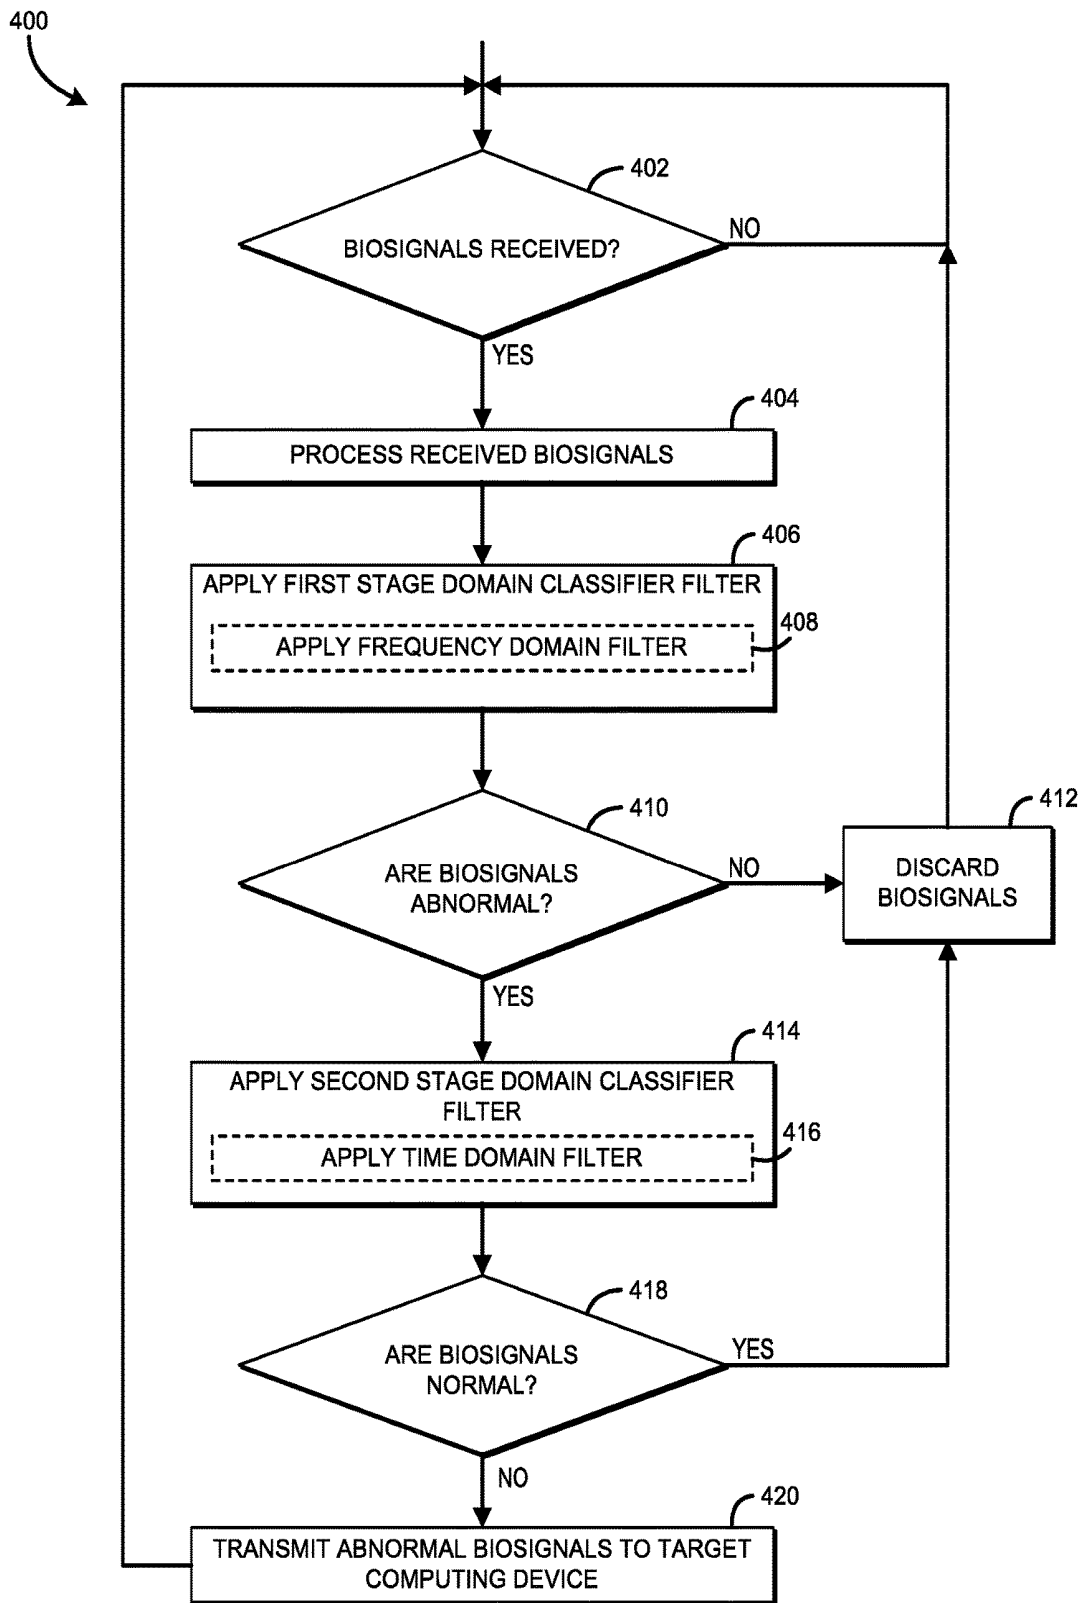 400
402
BIOSIGNALS RECEIVED?
NO
YES
404
PROCESS RECEIVED BIOSIGNALS
406
APPLY FIRST STAGE DOMAIN CLASSIFIER FILTER
408
APPLY FREQUENCY DOMAIN FILTER
410
ARE BIOSIGNALS
ABNORMAL?
NO
412
DISCARD
BIOSIGNALS
YES
414
APPLY SECOND STAGE DOMAIN CLASSIFIER
FILTER
416
APPLY TIME DOMAIN FILTER
418
ARE BIOSIGNALS
NORMAL?
YES
NO
420
TRANSMIT ABNORMAL BIOSIGNALS TO TARGET
COMPUTING DEVICE